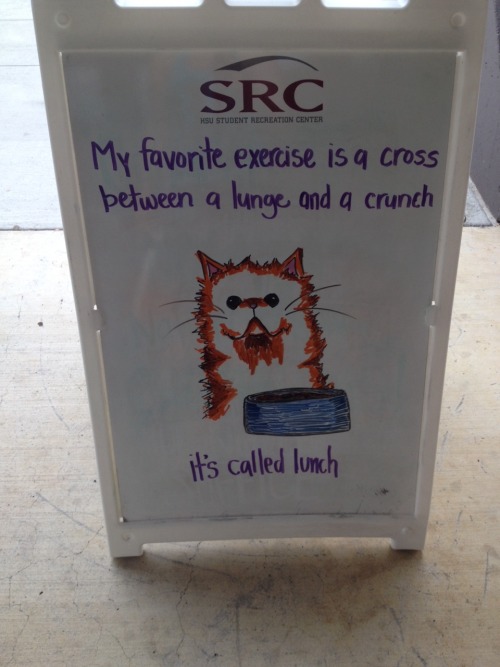 SRC
HSU STUDENT RECREATION CENTER
My favorite exercise is a cross
between a lunge and a crunch
it's called lunch